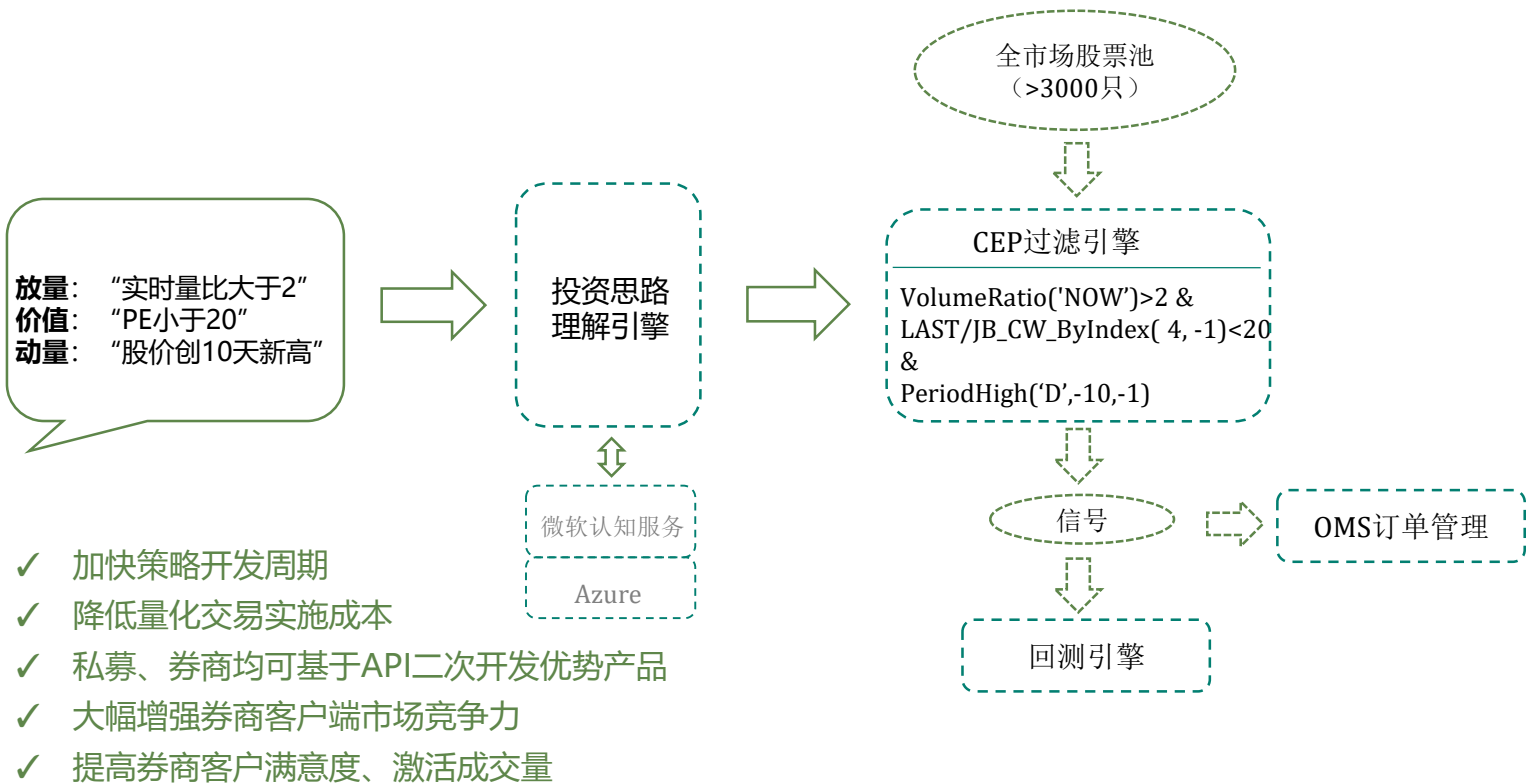 全市场股票池
（>3000只）
放量： “实时量比大于2”
价值： “PE小于20”
动量： “股价创10天新高”
投资思路
理解引擎
微软认知服务
Azure
CEP过滤引擎
VolumeRatio('NOW’)>2 &
LAST/JB_CW_ByIndex( 4, -1)<20
&
PeriodHigh(‘D’,-10,-1)
信号
OMS订单管理
回测引擎
✓ 加快策略开发周期
✓ 降低量化交易实施成本
✓ 私募、券商均可基于API二次开发优势产品
✓ 大幅增强券商客户端市场竞争力
✓ 提高券商客户满意度、激活成交量